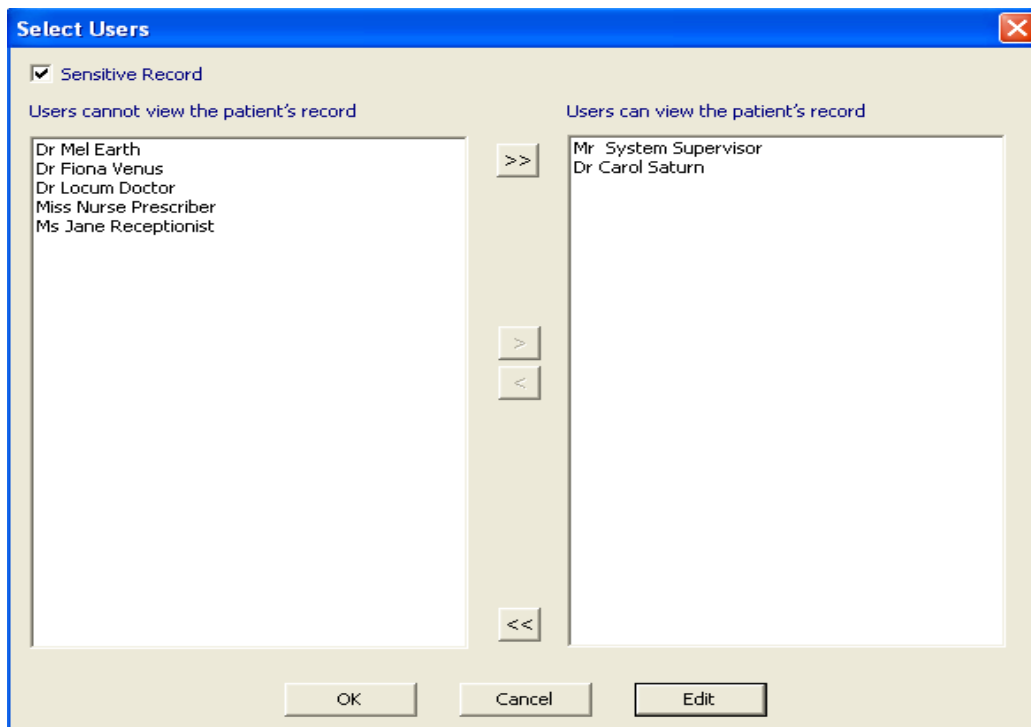 Select Users
Sensitive Record
Users cannot view the patient's record
Dr Mel Earth
Dr Fiona Venus
Dr Locum Doctor
Miss Nurse Prescriber
Ms Jane Receptionist
>>
>
<
<<
Users can view the patient's record
Mr  System Supervisor
Dr Carol Saturn
OK
Cancel
Edit